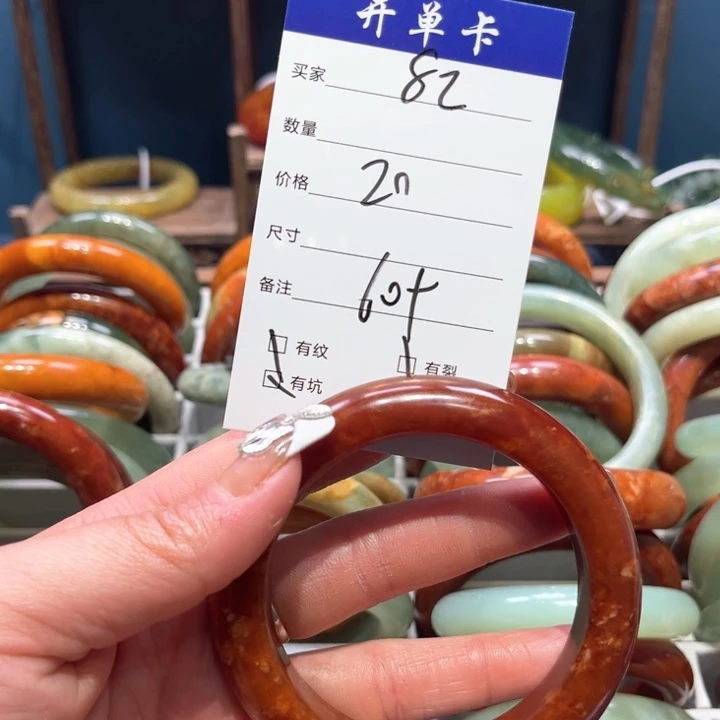 开单卡
买家 82
数量
价格 20
尺寸
备注 60+
有纹 有裂
有坑